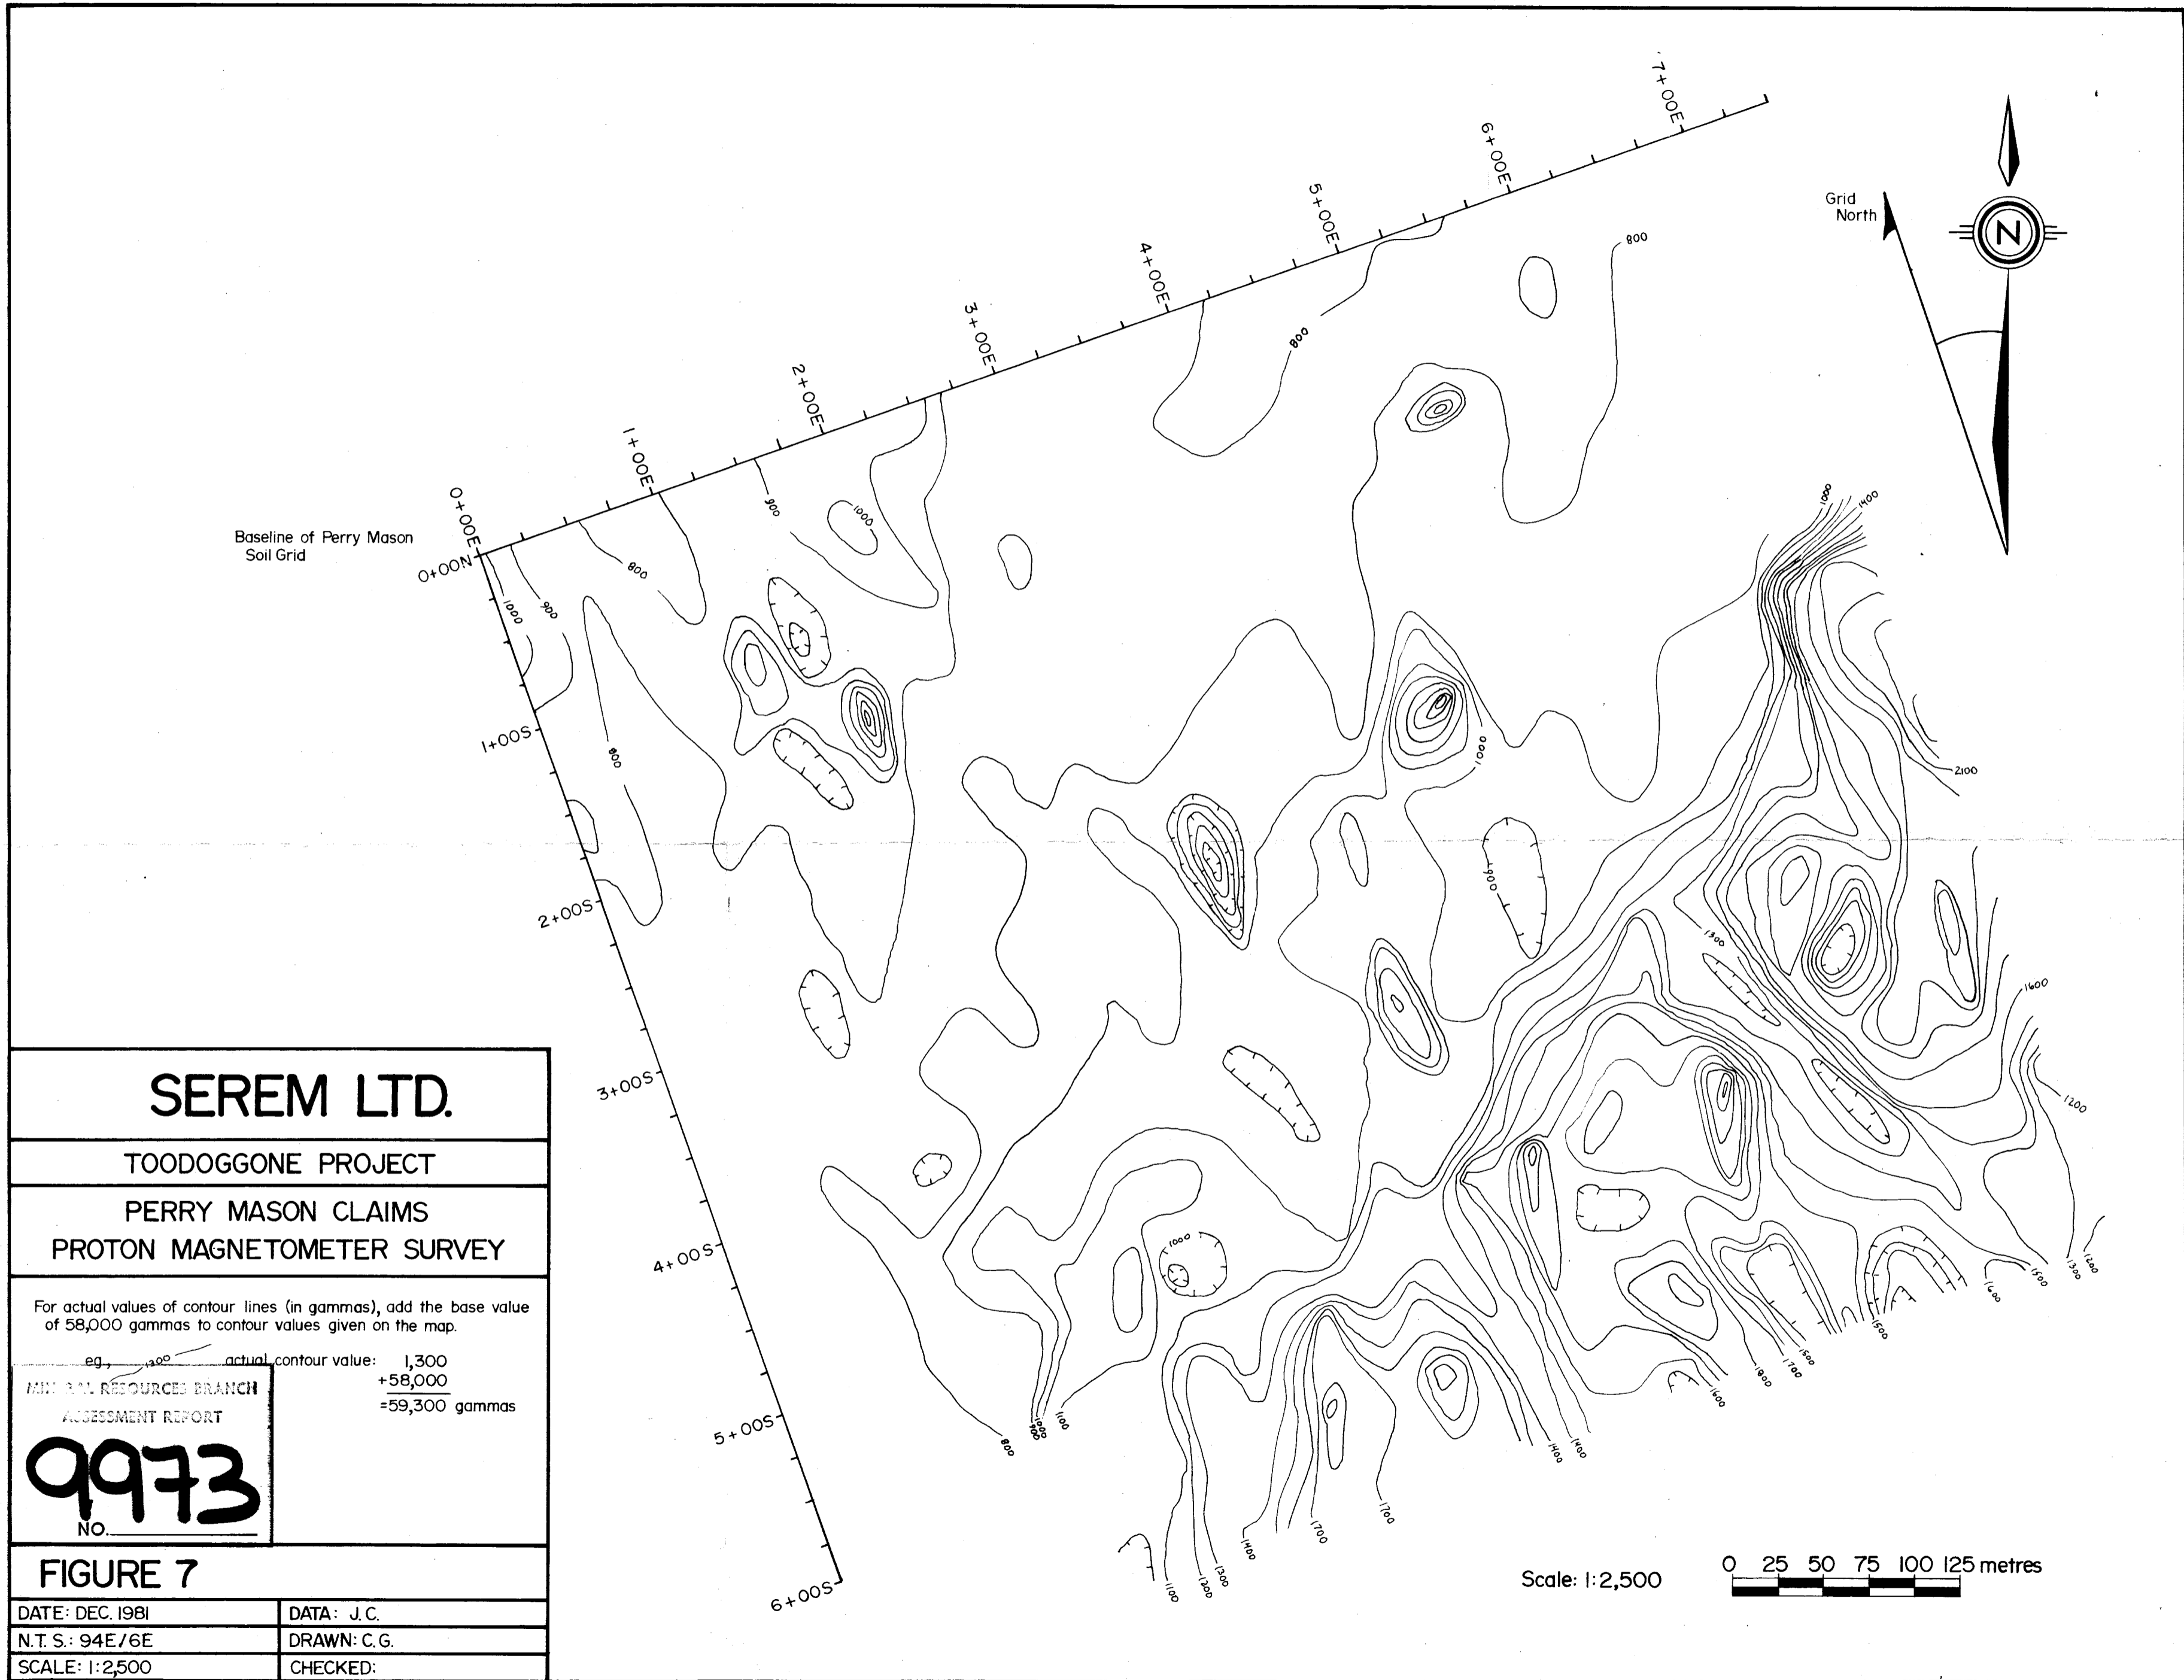 7+00E
6+00E
5+00E
4+00E
3+00E
2+00E
1+00E
0+00E
0+00N
Grid
North
N
Baseline of Perry Mason
Soil Grid
800
800
900
1000
800
1000
900
800
1000
1400
1+00S
1000
2100
2+00S
900
1300
1600
3+00S
1200
4+00S
1000
1600
1500
1300
1200
1500
1500
1700
1800
1600
5+00S
800
900
1000
1100
1400
1400
1700
1700
1400
1300
1200
1100
6+00S
SEREM LTD.
TOODOGGONE PROJECT
PERRY MASON CLAIMS
PROTON MAGNETOMETER SURVEY
For actual values of contour lines (in gammas), add the base value
of 58,000 gammas to contour values given on the map.
eg., 1300 actual contour value: 1,300
+58,000
=59,300 gammas
RESOURCES BRANCH
ASSESSMENT REPORT
9973
NO.
FIGURE 7
DATE: DEC. 1981 DATA: J.C.
N.T.S.: 94E/6E DRAWN: C.G.
SCALE: 1:2,500 CHECKED:
Scale: 1:2,500
0 25 50 75 100 125 metres